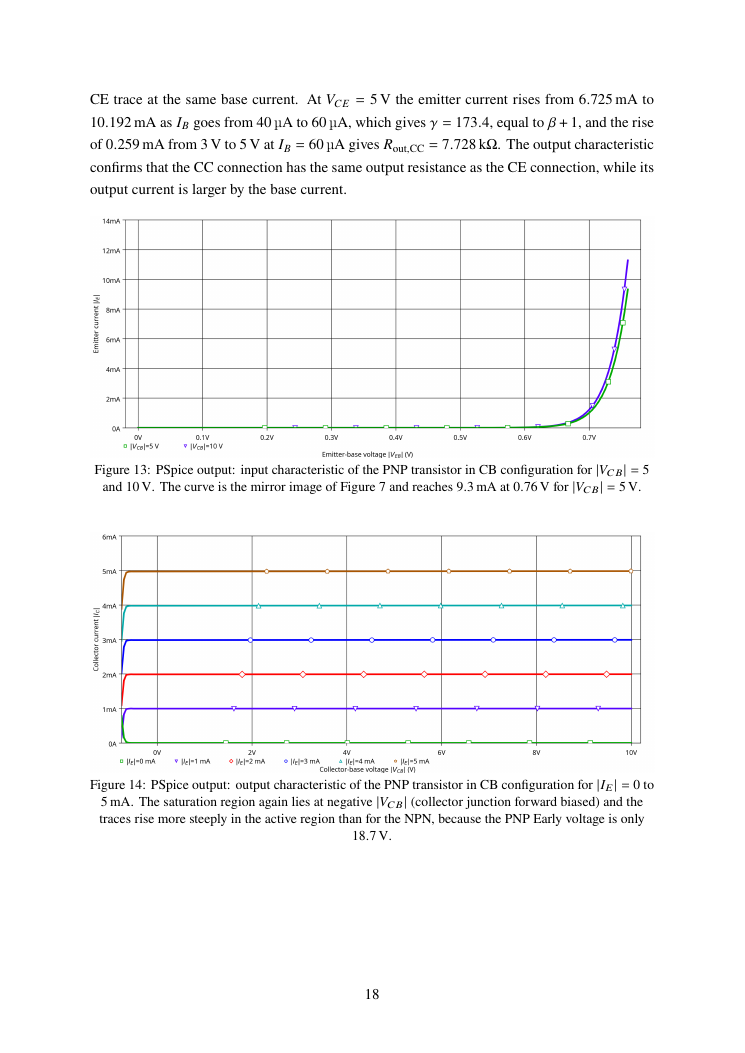 CE trace at the same base current. At V_CE = 5 V the emitter current rises from 6.725 mA to
10.192 mA as I_B goes from 40 µA to 60 µA, which gives γ = 173.4, equal to β + 1, and the rise
of 0.259 mA from 3 V to 5 V at I_B = 60 µA gives R_out,CC = 7.728 kΩ. The output characteristic
confirms that the CC connection has the same output resistance as the CE connection, while its
output current is larger by the base current.
14mA
12mA
10mA
8mA
6mA
4mA
2mA
0A
Emitter current |I_E|
0V 0.1V 0.2V 0.3V 0.4V 0.5V 0.6V 0.7V
|V_CB|=5 V |V_CB|=10 V
Emitter-base voltage |V_EB| (V)
Figure 13: PSpice output: input characteristic of the PNP transistor in CB configuration for |V_CB| = 5
and 10 V. The curve is the mirror image of Figure 7 and reaches 9.3 mA at 0.76 V for |V_CB| = 5 V.
6mA
5mA
4mA
3mA
2mA
1mA
0A
Collector current |I_C|
0V 2V 4V 6V 8V 10V
|I_E|=0 mA |I_E|=1 mA |I_E|=2 mA |I_E|=3 mA |I_E|=4 mA |I_E|=5 mA
Collector-base voltage |V_CB| (V)
Figure 14: PSpice output: output characteristic of the PNP transistor in CB configuration for |I_E| = 0 to
5 mA. The saturation region again lies at negative |V_CB| (collector junction forward biased) and the
traces rise more steeply in the active region than for the NPN, because the PNP Early voltage is only
18.7 V.
18